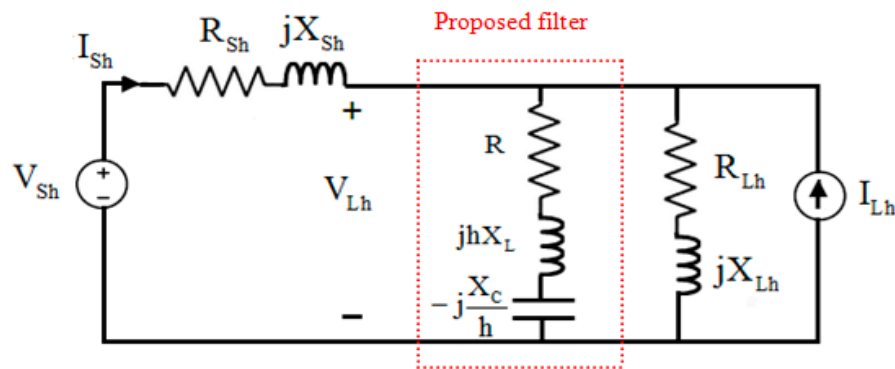 Proposed filter
I_Sh
R_Sh
jX_Sh
+
V_Sh
+
−
V_Lh
−
R
jhX_L
−j X_C/h
R_Lh
jX_Lh
I_Lh